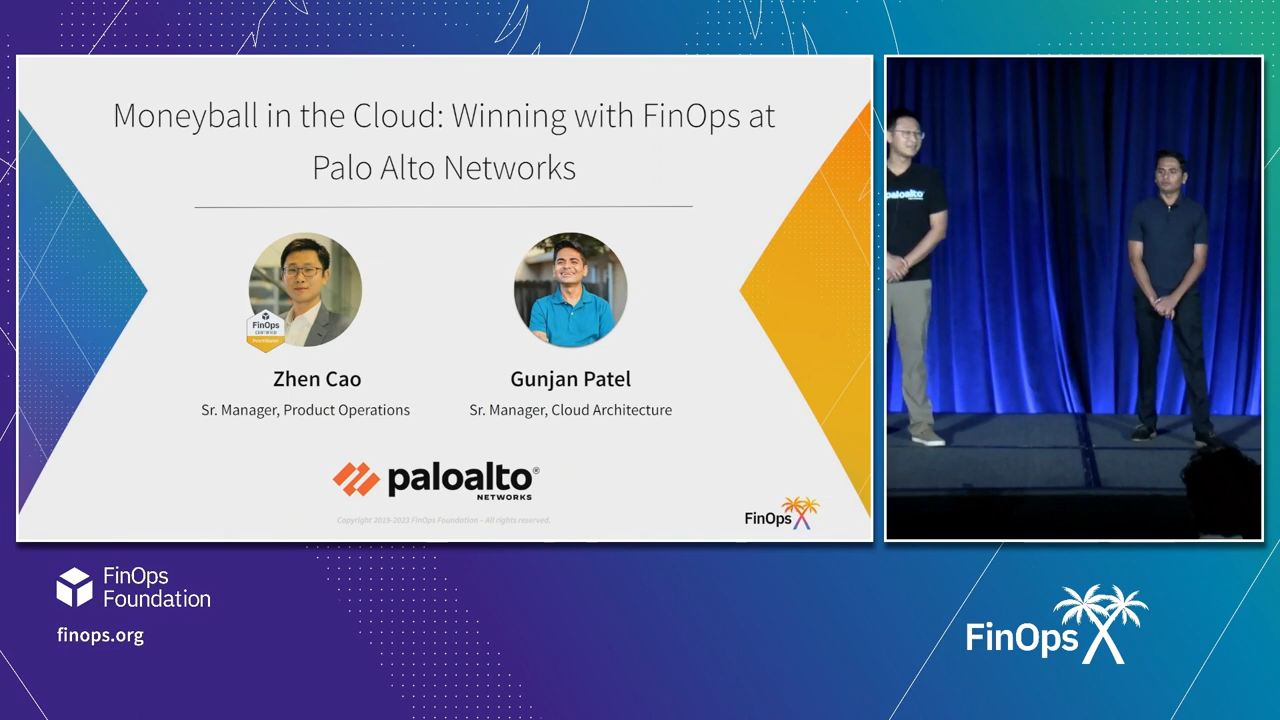 Moneyball in the Cloud: Winning with FinOps at
Palo Alto Networks
FinOps
CERTIFIED
Practitioner
Zhen Cao
Gunjan Patel
Sr. Manager, Product Operations
Sr. Manager, Cloud Architecture
paloalto®
NETWORKS
Copyright 2019-2023 FinOps Foundation - All rights reserved.
FinOps X
paloalto
FinOps
Foundation
finops.org
FinOps X